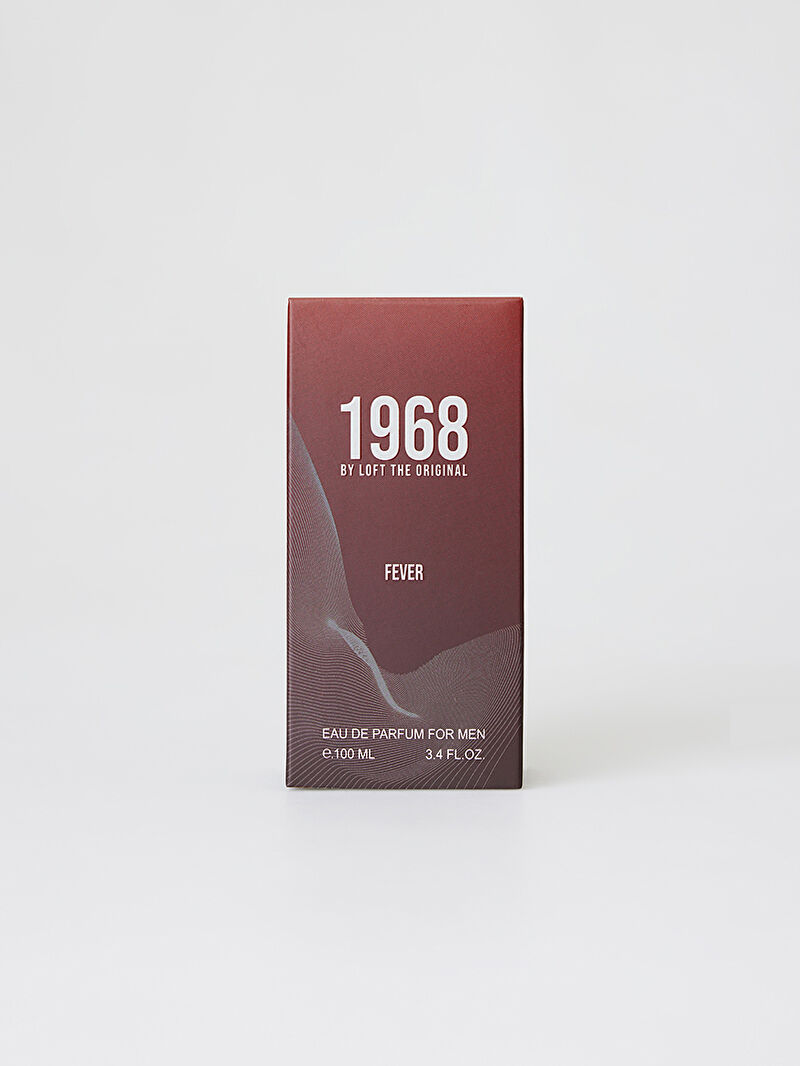 1968
BY LOFT THE ORIGINAL
FEVER
EAU DE PARFUM FOR MEN
℮.100 ML 3.4 FL.OZ.